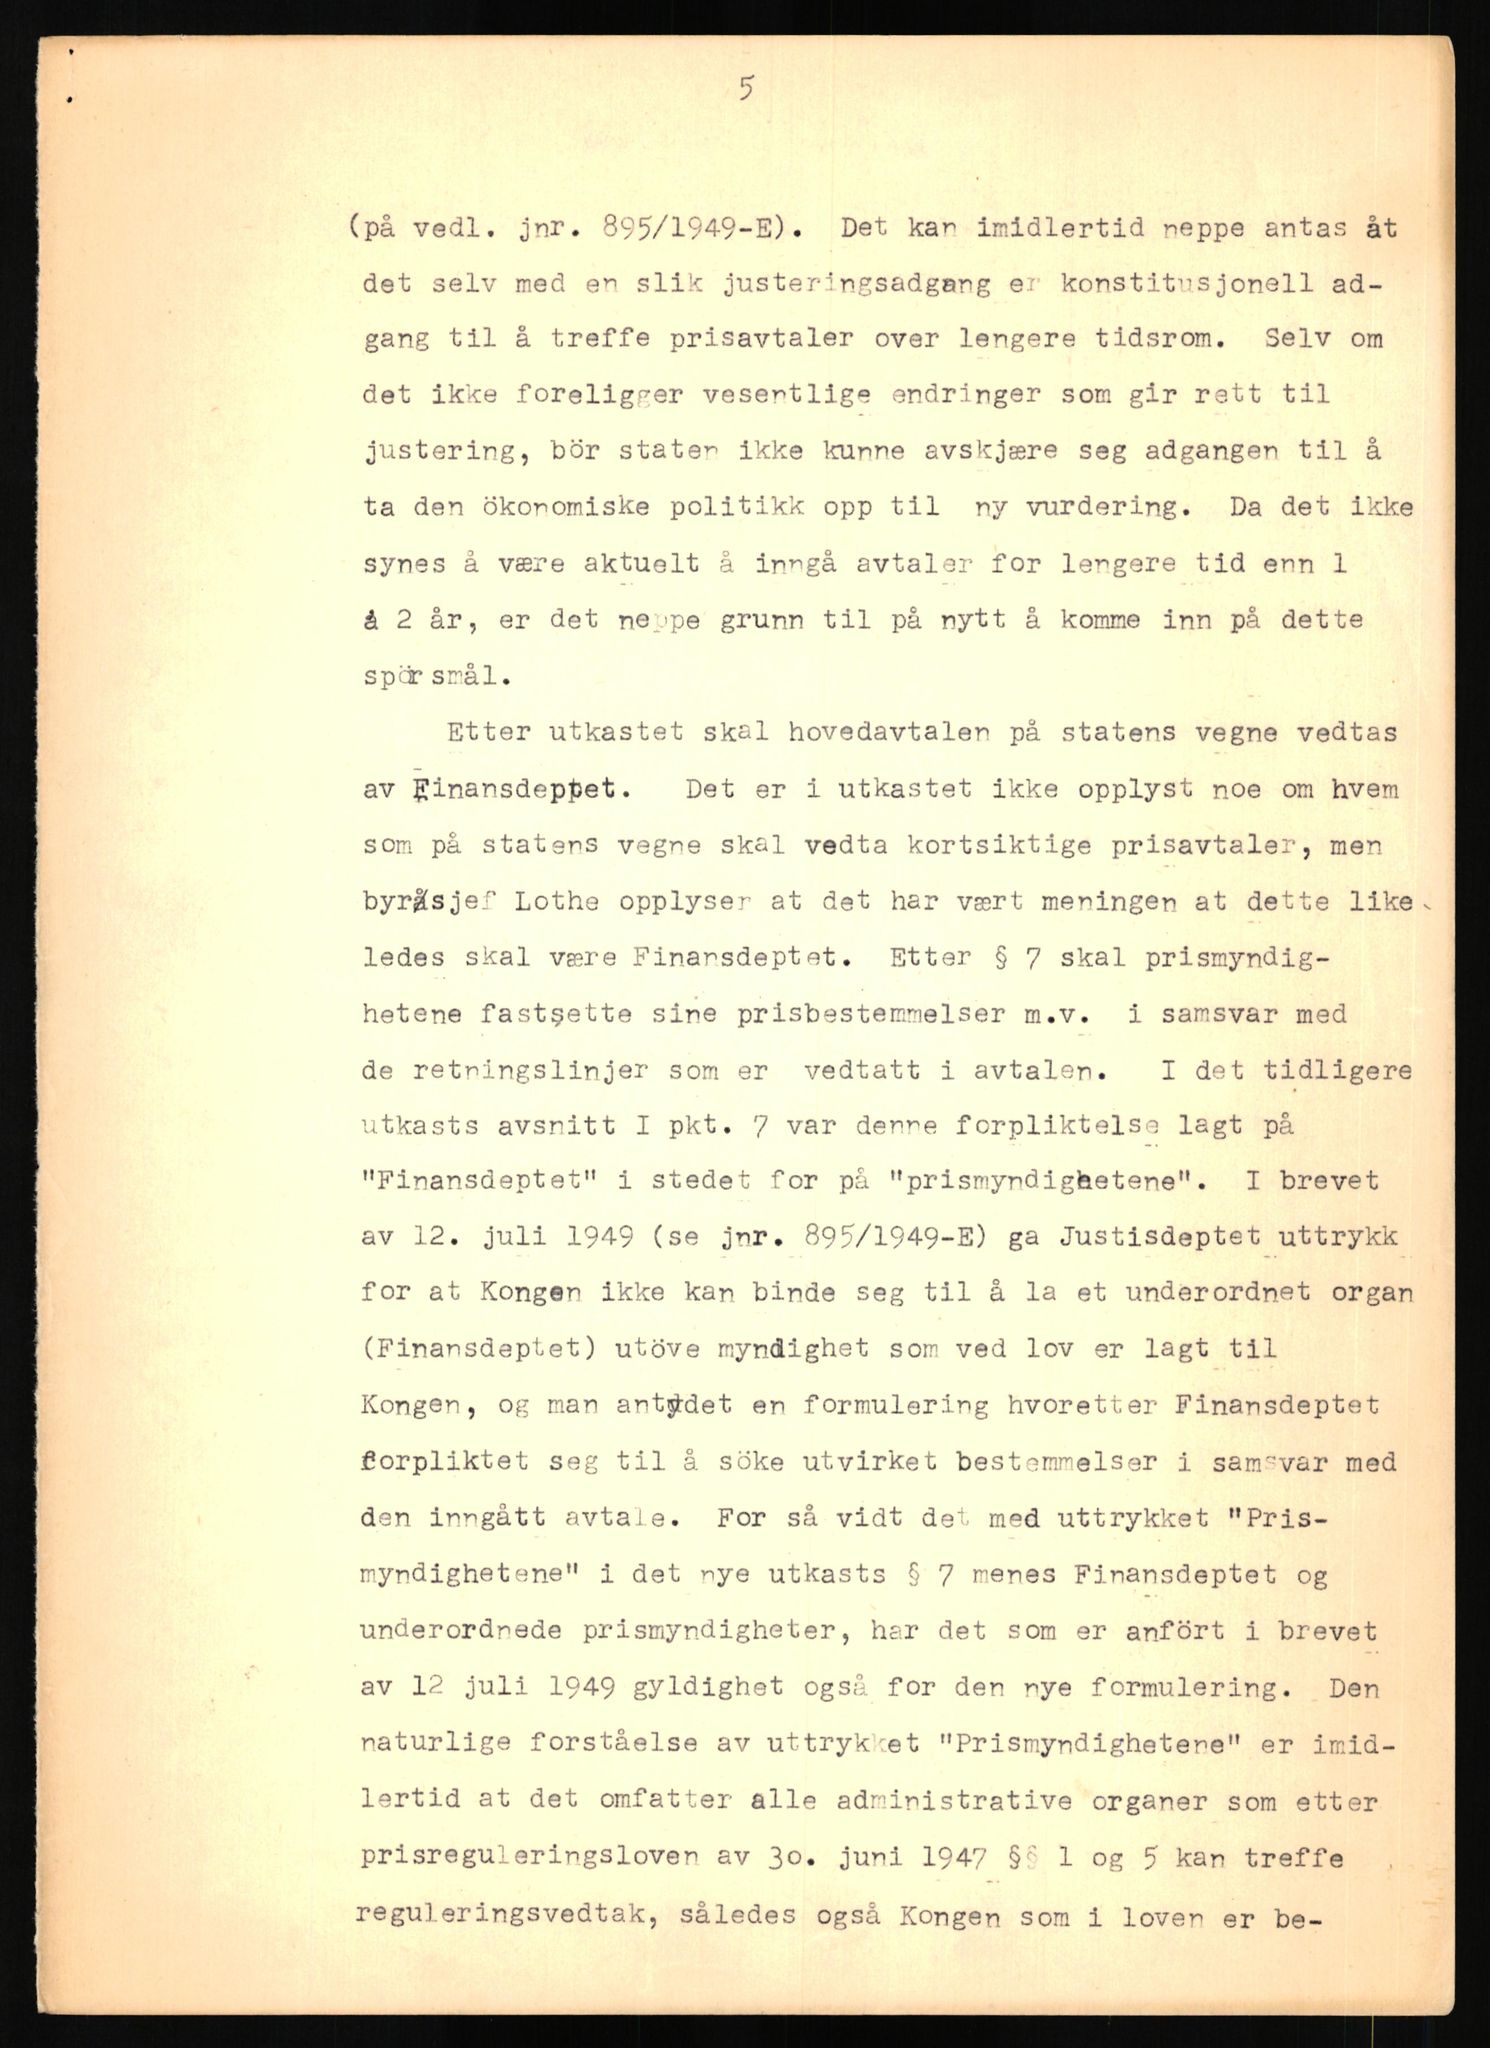 5
(på vedl. jnr. 895/1949-E).  Det kan imidlertid neppe antas åt
det selv med en slik justeringsadgang er konstitusjonell ad-
gang til å treffe prisavtaler over lengere tidsrom.  Selv om
det ikke foreligger vesentlige endringer som gir rett til
justering, bör staten ikke kunne avskjære seg adgangen til å
ta den ökonomiske politikk opp til  ny vurdering.  Da det ikke
synes å være aktuelt å inngå avtaler for lengere tid enn 1
à 2 år, er det neppe grunn til på nytt å komme inn på dette
spörsmål.
Etter utkastet skal hovedavtalen på statens vegne vedtas
av Finansdeptet.  Det er i utkastet ikke opplyst noe om hvem
som på statens vegne skal vedta kortsiktige prisavtaler, men
byråsjef Lothe opplyser at det har vært meningen at dette like
ledes skal være Finansdeptet.  Etter § 7 skal prismyndig-
hetene fastsette sine prisbestemmelser m.v.  i samsvar med
de retningslinjer som er  vedtatt i avtalen.  I det tidligere
utkasts avsnitt I pkt. 7 var denne forpliktelse lagt på
"Finansdeptet" i stedet for på "prismyndighetene".  I brevet
av 12. juli 1949 (se jnr. 895/1949-E) ga Justisdeptet uttrykk
for at Kongen ikke kan binde seg til å la et underordnet organ
(Finansdeptet) utöve myndighet som ved lov er lagt til
Kongen, og man antydet en formulering hvoretter Finansdeptet
forpliktet seg til å söke utvirket bestemmelser i samsvar med
den inngått avtale.  For så vidt det med uttrykket "Pris-
myndighetene" i det nye utkasts § 7 menes Finansdeptet og
underordnede prismyndigheter, har det som er anfört i brevet
av 12 juli 1949 gyldighet også for den nye formulering.  Den
naturlige forståelse av uttrykket "Prismyndighetene" er imid-
lertid at det omfatter alle administrative organer som etter
prisreguleringsloven av 30. juni 1947 §§ 1 og 5 kan treffe
reguleringsvedtak, således også Kongen som i loven er be-